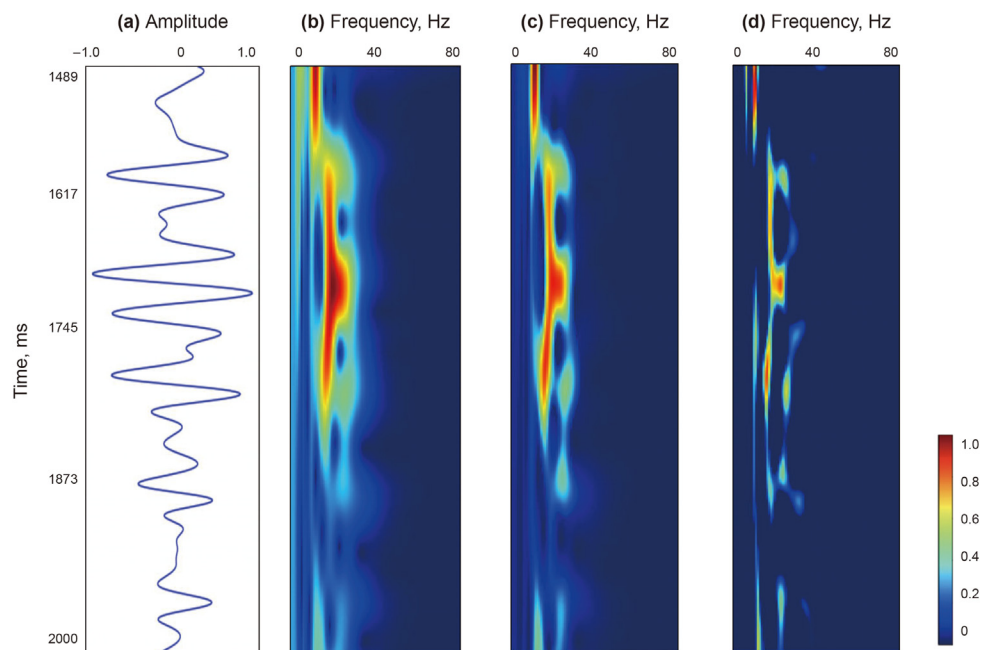 (a) Amplitude
(b) Frequency, Hz
(c) Frequency, Hz
(d) Frequency, Hz
–1.0 0 1.0
0 40 80
0 40 80
0 40 80
1489
1617
1745
1873
2000
Time, ms
1.0
0.8
0.6
0.4
0.2
0